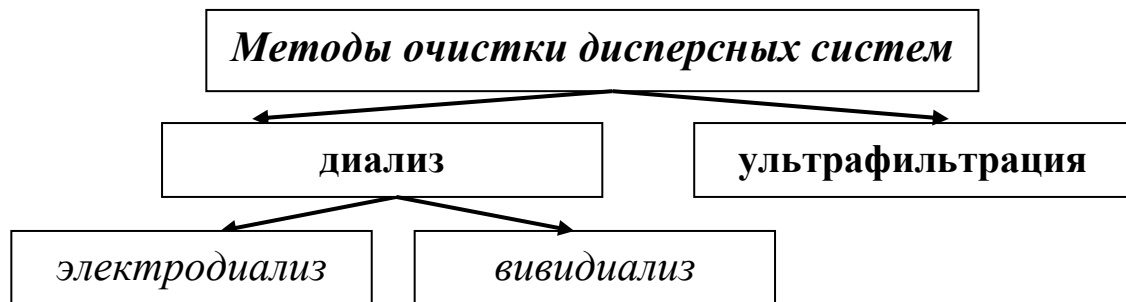 Методы очистки дисперсных систем
диализ
ультрафильтрация
электродиализ
вивидиализ